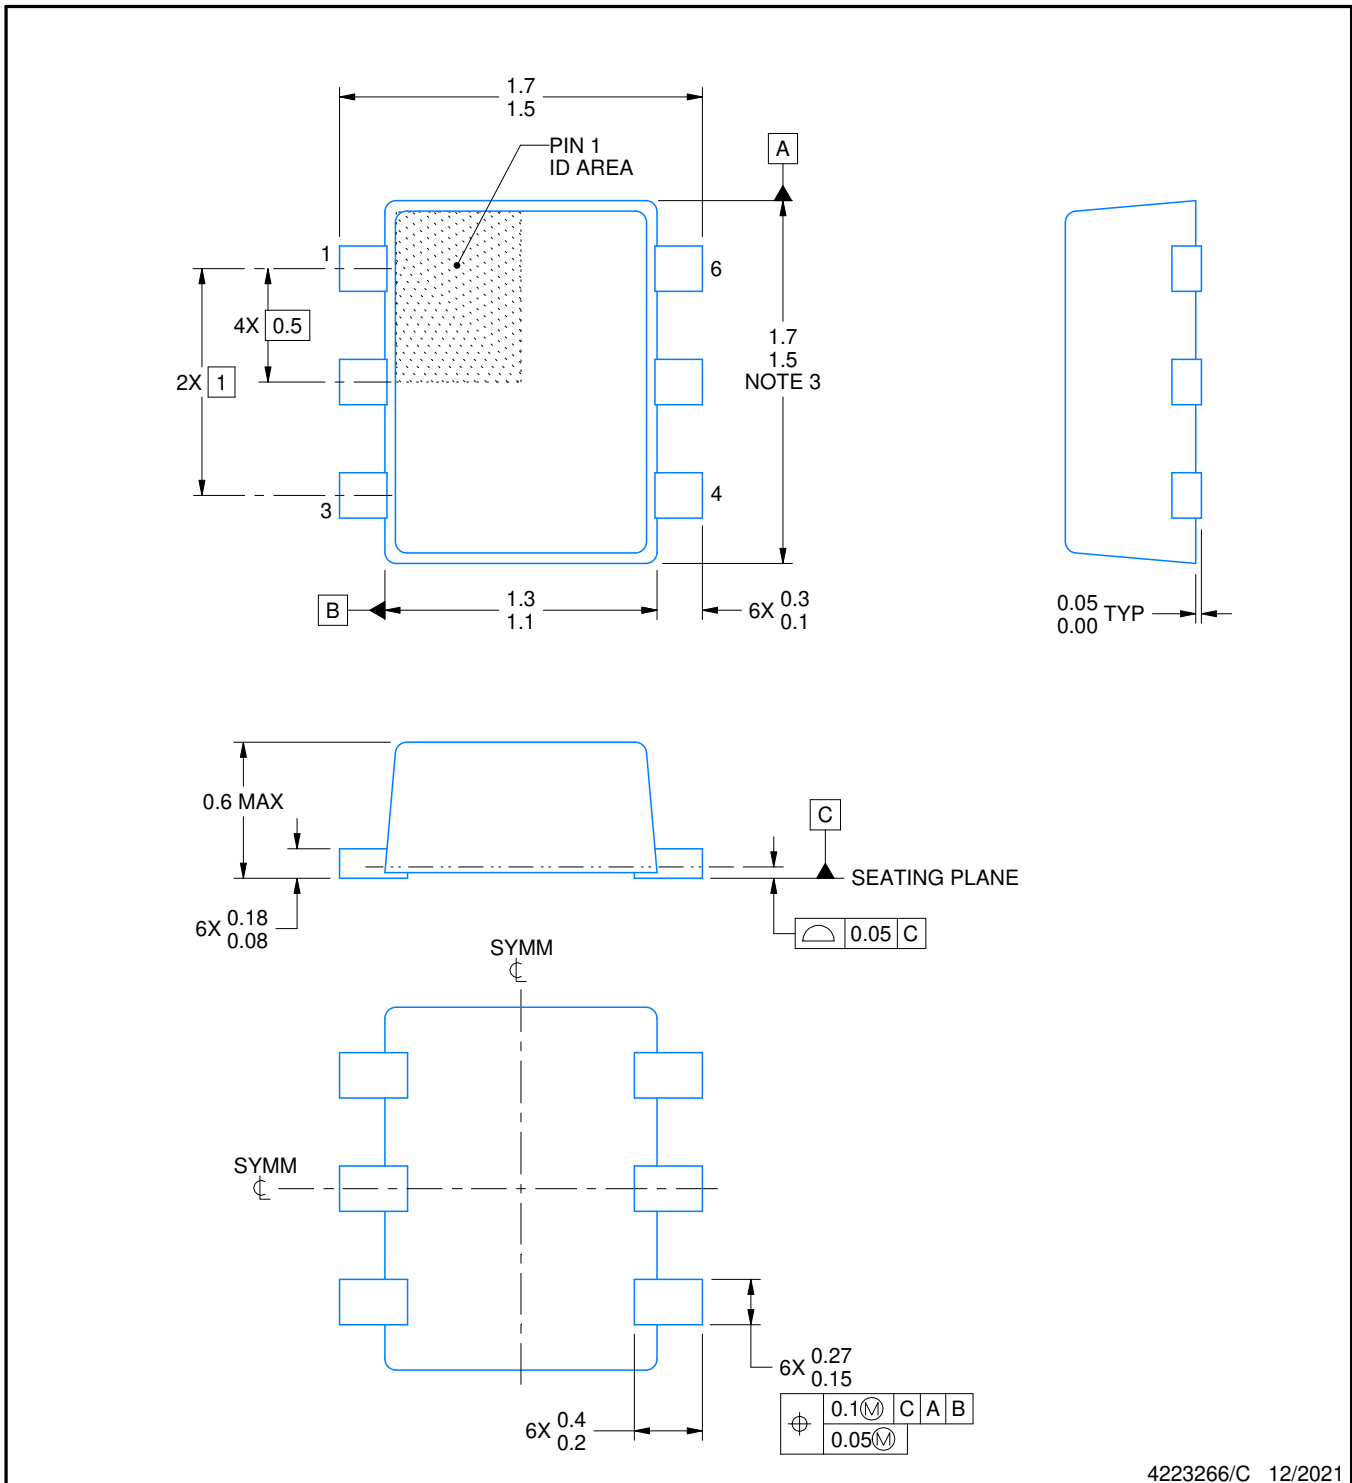 1.7
1.5
PIN 1
ID AREA
A
1
6
4X 0.5
2X 1
1.7
1.5
NOTE 3
3
4
B
1.3
1.1
6X 0.3
0.1
0.05
0.00 TYP
0.6 MAX
C
SEATING PLANE
6X 0.18
0.08
0.05 C
SYMM
SYMM
6X 0.27
0.15
0.1Ⓜ C A B
0.05Ⓜ
6X 0.4
0.2
4223266/C 12/2021